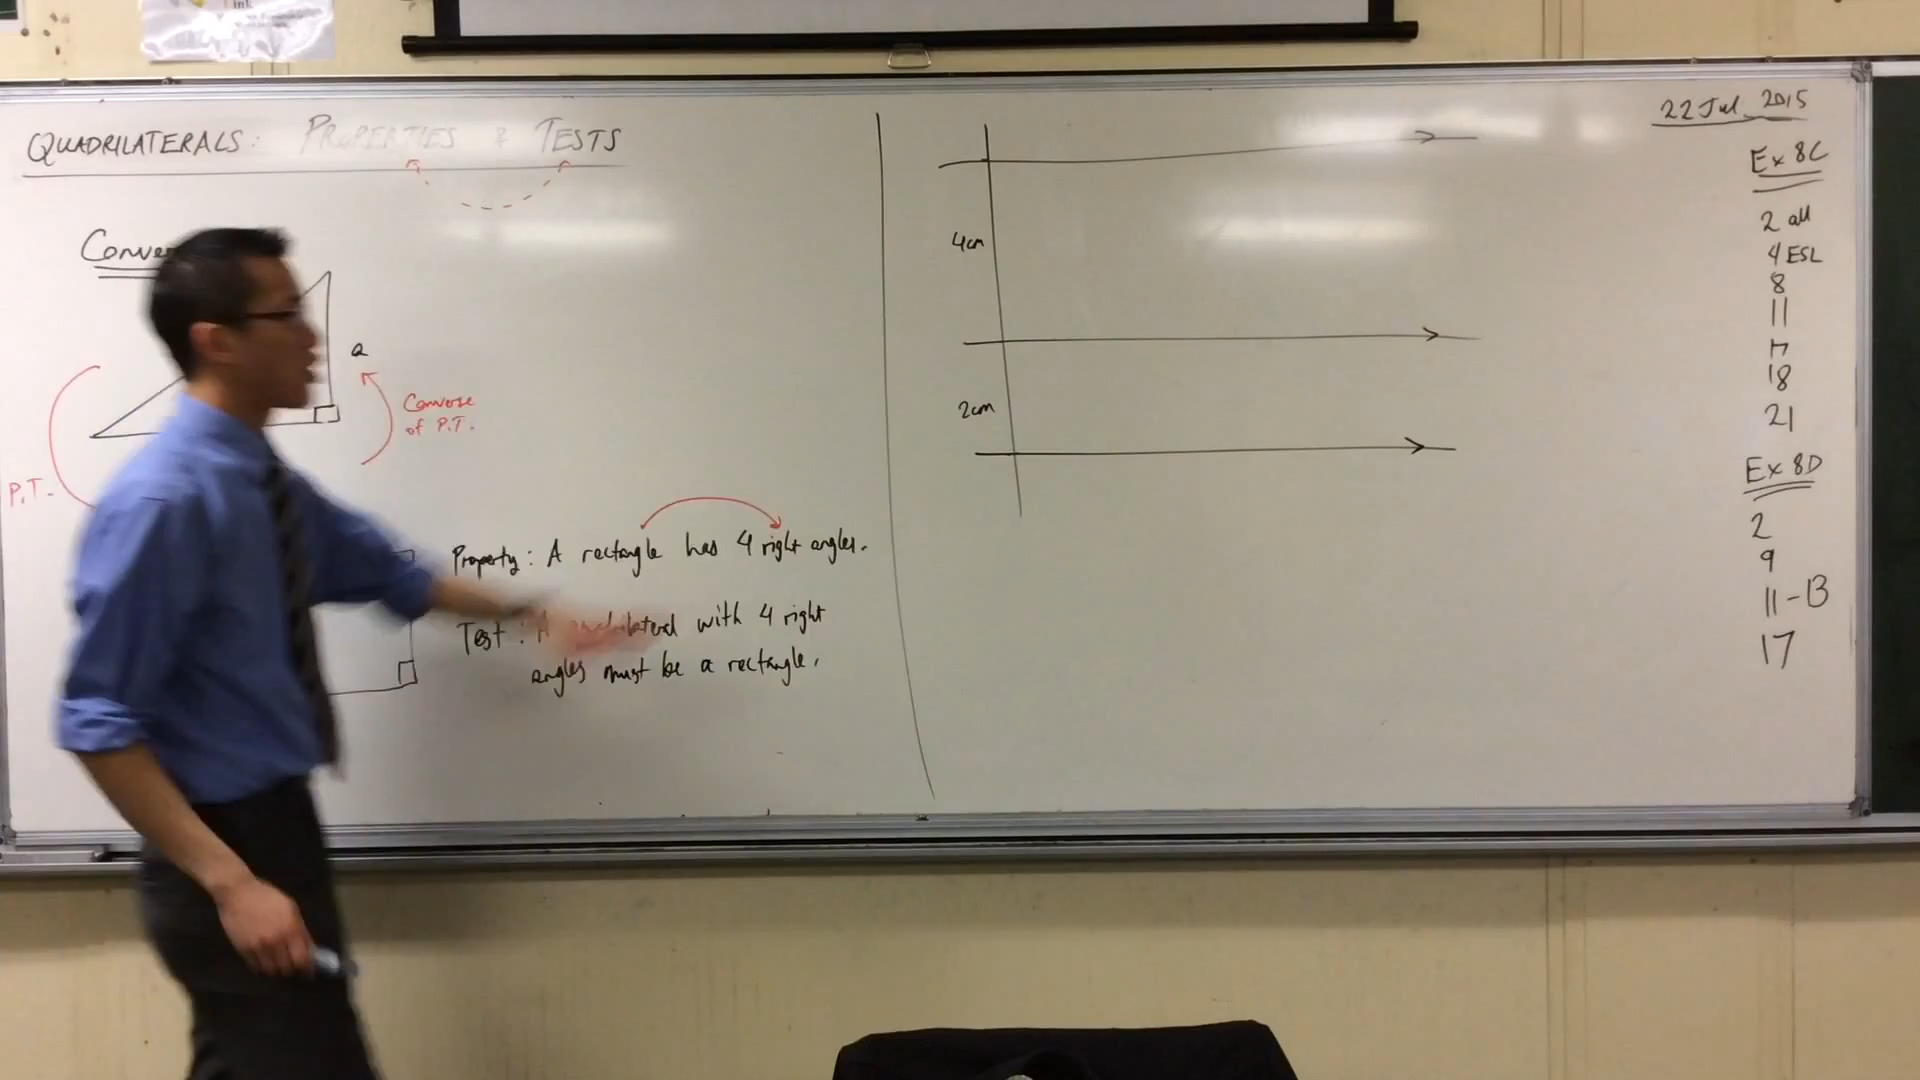 QUADRILATERALS: PROPERTIES & TESTS
a
Converse
of P.T.
P.T.
Property: A rectangle has 4 right angles.
Test: A quadrilateral with 4 right
angles must be a rectangle.
4cm
2cm
22 Jul 2015
Ex 8C
2 all
4 ESL
8
11
17
18
21
Ex 8D
2
9
11-13
17